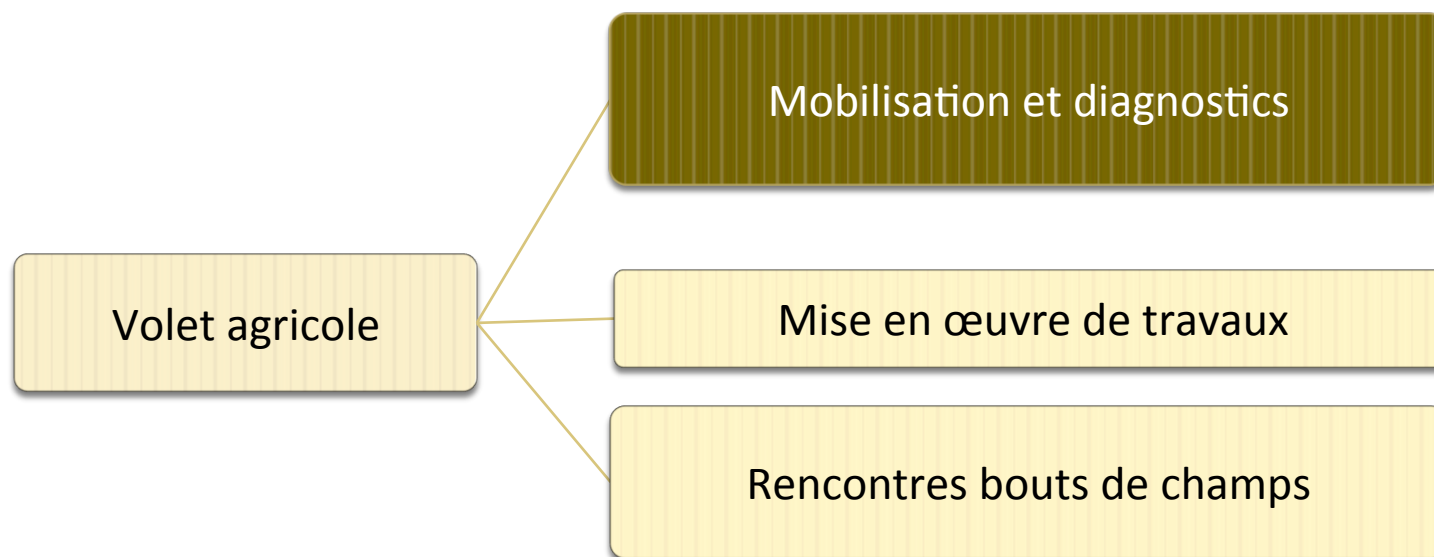 Mobilisation et diagnostics
Volet agricole
Mise en œuvre de travaux
Rencontres bouts de champs